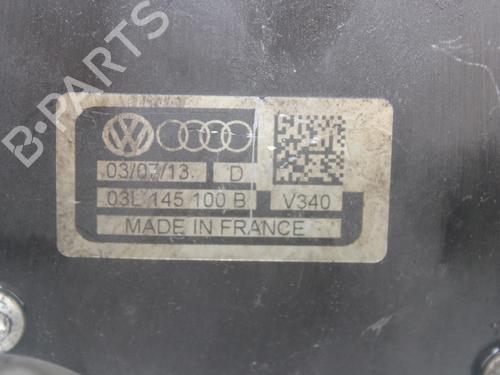 B-PARTS
03/07/13. D
03L 145 100 B V340
MADE IN FRANCE